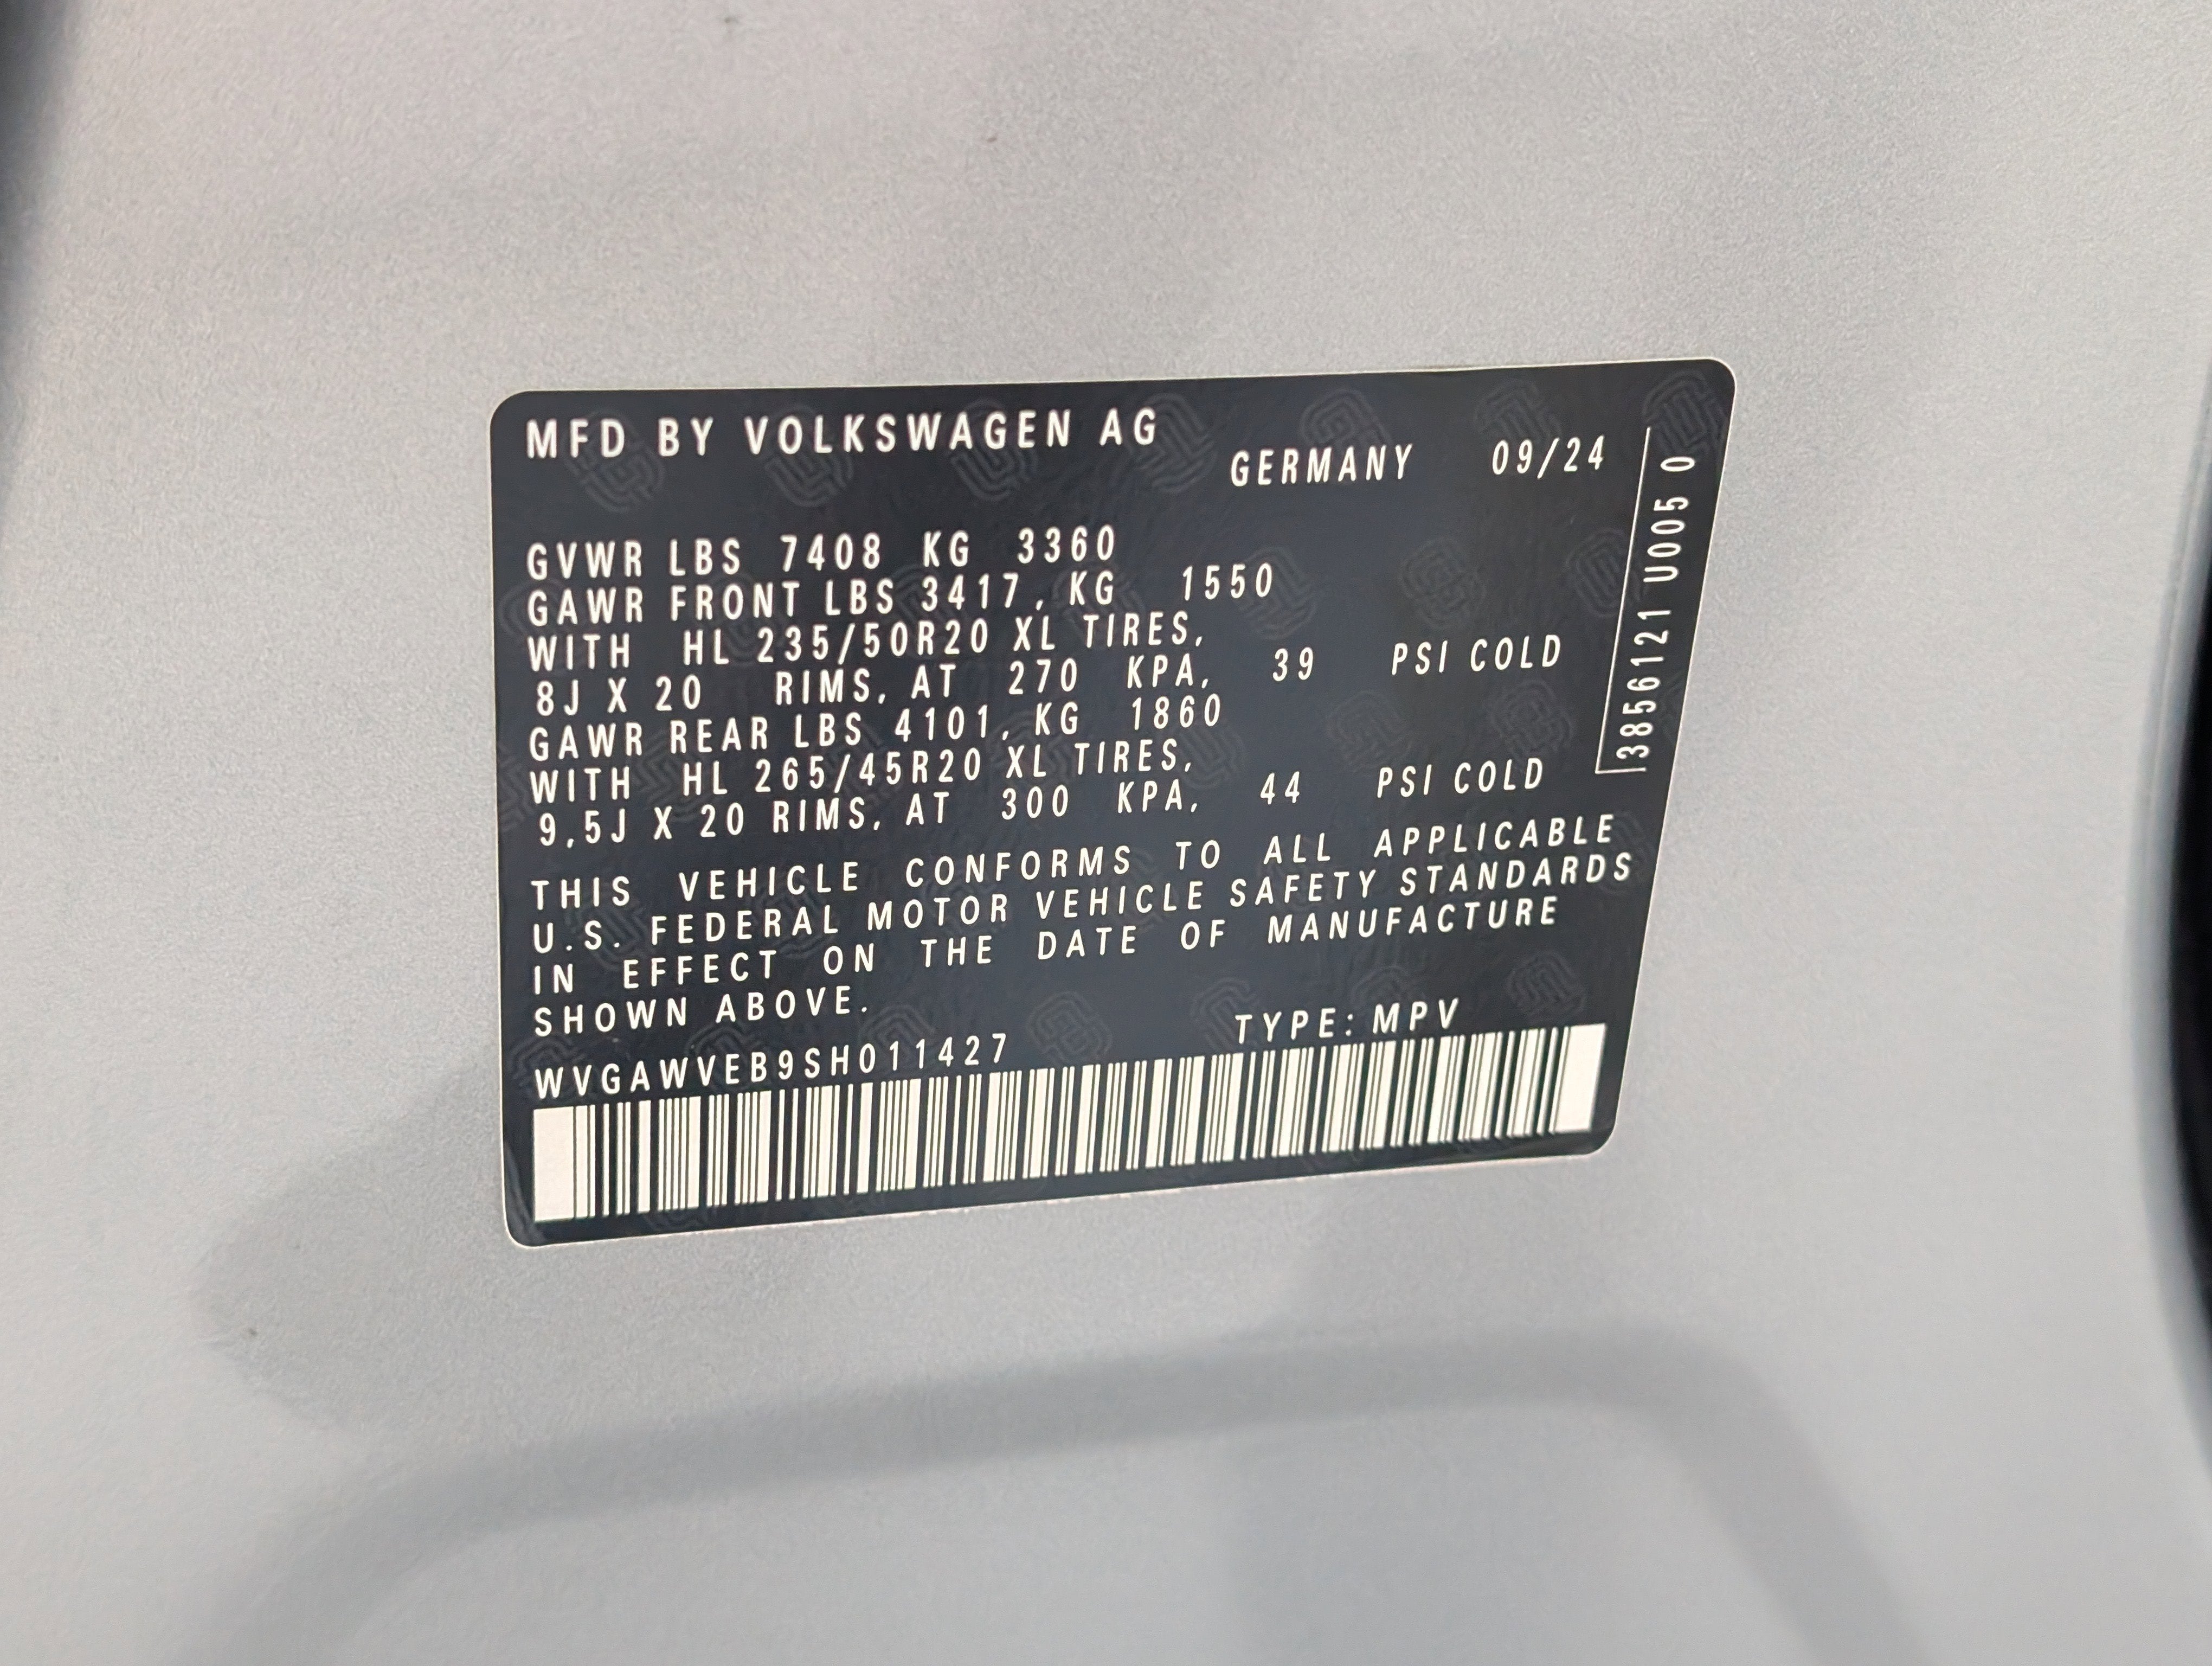 MFD BY VOLKSWAGEN AG
GERMANY 09/24
GVWR LBS 7408 KG 3360
GAWR FRONT LBS 3417, KG 1550
WITH HL 235/50R20 XL TIRES,
8J X 20 RIMS, AT 270 KPA, 39 PSI COLD
GAWR REAR LBS 4101, KG 1860
WITH HL 265/45R20 XL TIRES,
9,5J X 20 RIMS, AT 300 KPA, 44 PSI COLD
THIS VEHICLE CONFORMS TO ALL APPLICABLE
U.S. FEDERAL MOTOR VEHICLE SAFETY STANDARDS
IN EFFECT ON THE DATE OF MANUFACTURE
SHOWN ABOVE.
WVGAWVEB9SH011427 TYPE: MPV
3856121 U005 0